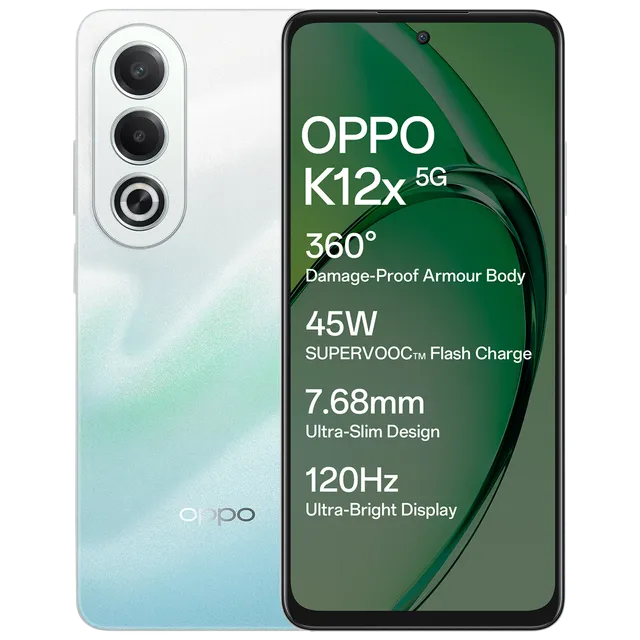 OPPO
K12x 5G
360°
Damage-Proof Armour Body
45W
SUPERVOOC™ Flash Charge
7.68mm
Ultra-Slim Design
120Hz
Ultra-Bright Display
oppo